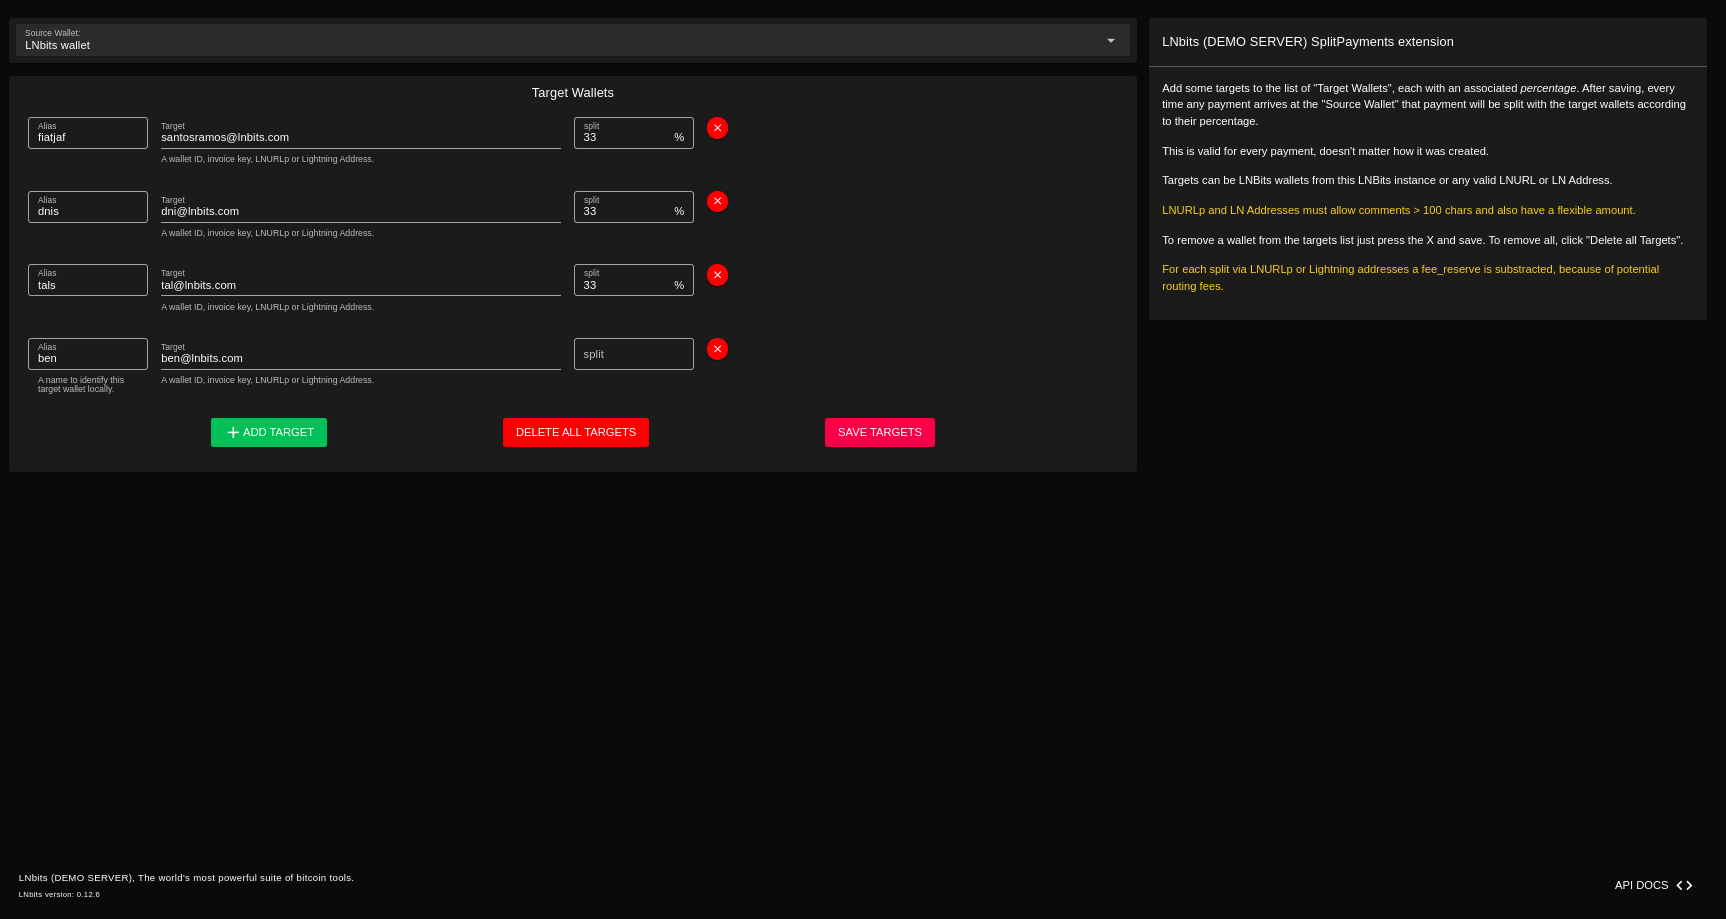 Source Wallet:
LNbits wallet
Target Wallets
Alias
fiatjaf
Target
santosramos@lnbits.com
A wallet ID, invoice key, LNURLp or Lightning Address.
split
33 %
Alias
dnis
Target
dni@lnbits.com
A wallet ID, invoice key, LNURLp or Lightning Address.
split
33 %
Alias
tals
Target
tal@lnbits.com
A wallet ID, invoice key, LNURLp or Lightning Address.
split
33 %
Alias
ben
A name to identify this
target wallet locally.
Target
ben@lnbits.com
A wallet ID, invoice key, LNURLp or Lightning Address.
split
ADD TARGET
DELETE ALL TARGETS
SAVE TARGETS
LNbits (DEMO SERVER) SplitPayments extension
Add some targets to the list of "Target Wallets", each with an associated percentage. After saving, every
time any payment arrives at the "Source Wallet" that payment will be split with the target wallets according
to their percentage.
This is valid for every payment, doesn't matter how it was created.
Targets can be LNBits wallets from this LNBits instance or any valid LNURL or LN Address.
LNURLp and LN Addresses must allow comments > 100 chars and also have a flexible amount.
To remove a wallet from the targets list just press the X and save. To remove all, click "Delete all Targets".
For each split via LNURLp or Lightning addresses a fee_reserve is substracted, because of potential
routing fees.
LNbits (DEMO SERVER), The world's most powerful suite of bitcoin tools.
LNbits version: 0.12.6
API DOCS